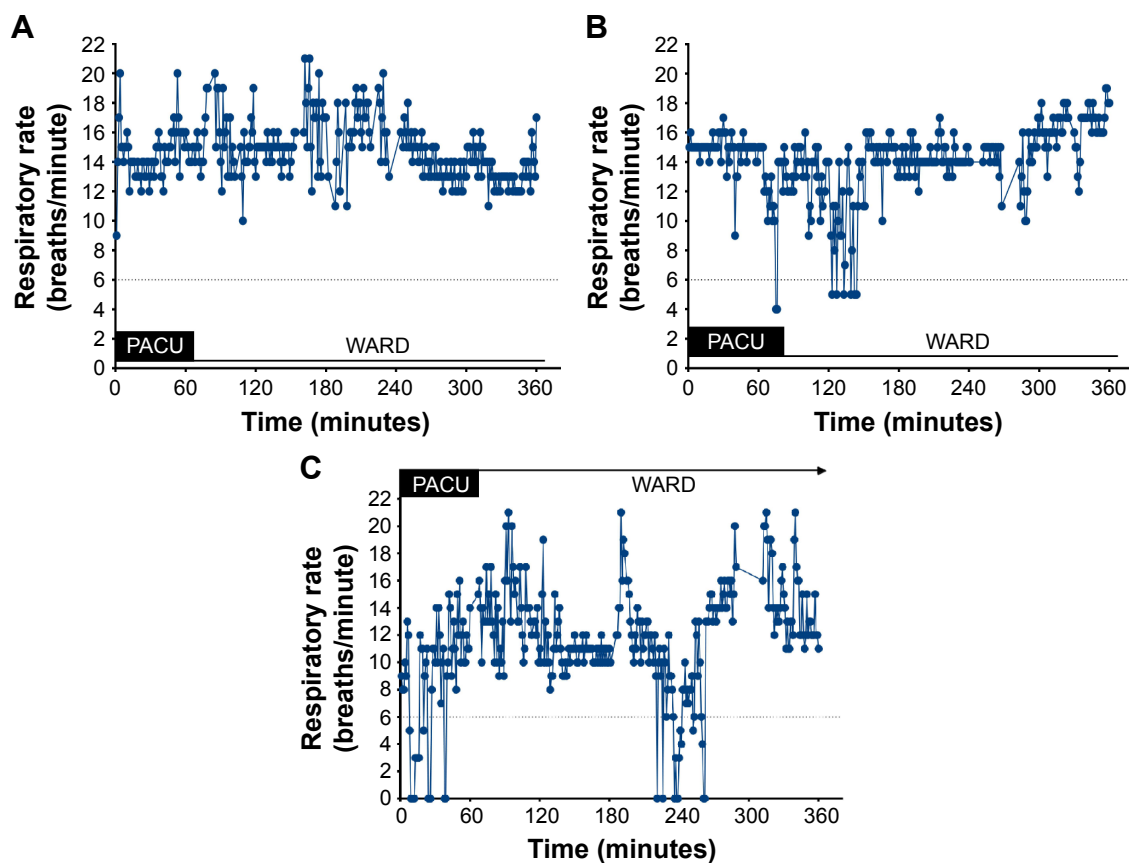 A
Respiratory rate
(breaths/minute)
22
20
18
16
14
12
10
8
6
4
2
0
PACU
WARD
0 60 120 180 240 300 360
Time (minutes)
B
Respiratory rate
(breaths/minute)
22
20
18
16
14
12
10
8
6
4
2
0
PACU
WARD
0 60 120 180 240 300 360
Time (minutes)
C
PACU
WARD
Respiratory rate
(breaths/minute)
22
20
18
16
14
12
10
8
6
4
2
0
0 60 120 180 240 300 360
Time (minutes)